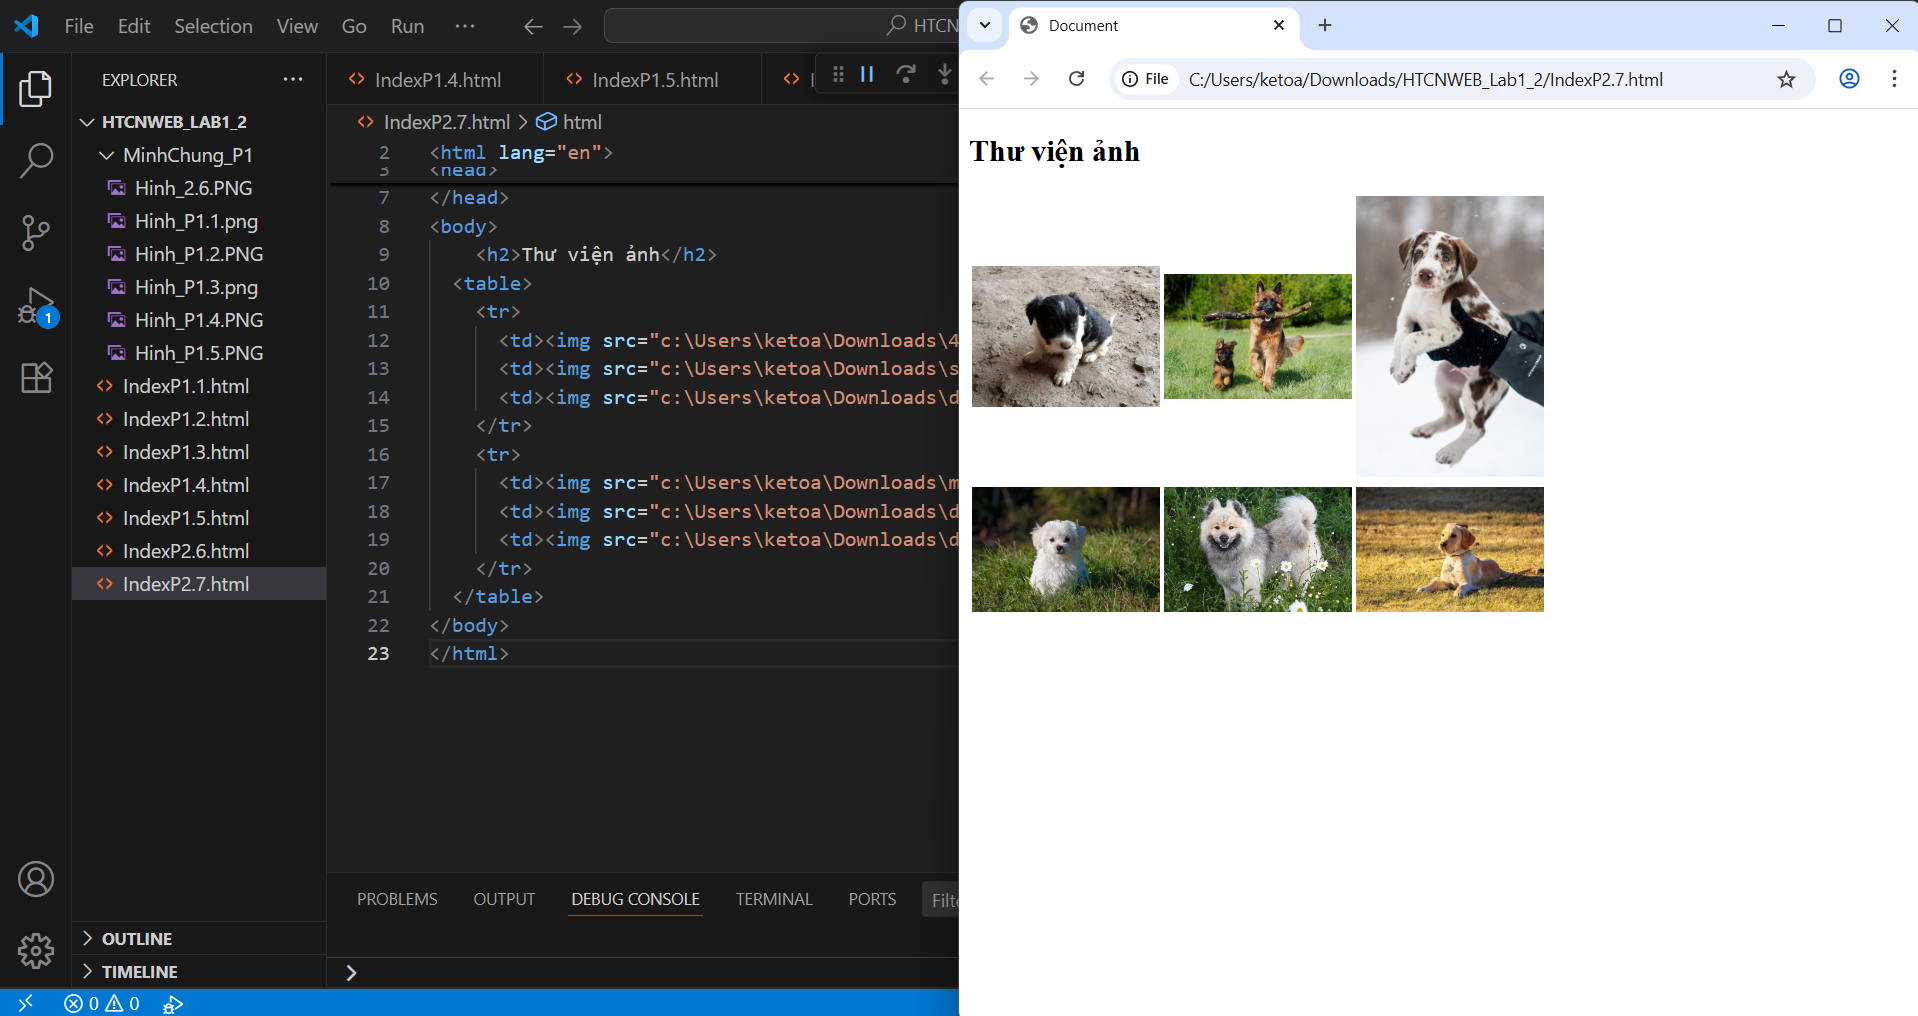 File Edit Selection View Go Run ··· HTCN
EXPLORER ···
HTCNWEB_LAB1_2
MinhChung_P1
Hinh_2.6.PNG
Hinh_P1.1.png
Hinh_P1.2.PNG
Hinh_P1.3.png
Hinh_P1.4.PNG
Hinh_P1.5.PNG
IndexP1.1.html
IndexP1.2.html
IndexP1.3.html
IndexP1.4.html
IndexP1.5.html
IndexP2.6.html
IndexP2.7.html
1
OUTLINE
TIMELINE
0 0
IndexP1.4.html IndexP1.5.html
IndexP2.7.html > html
2 <html lang="en">
3 <head>
7 </head>
8 <body>
9 <h2>Thư viện ảnh</h2>
10 <table>
11 <tr>
12 <td><img src="c:\Users\ketoa\Downloads\4
13 <td><img src="c:\Users\ketoa\Downloads\s
14 <td><img src="c:\Users\ketoa\Downloads\d
15 </tr>
16 <tr>
17 <td><img src="c:\Users\ketoa\Downloads\m
18 <td><img src="c:\Users\ketoa\Downloads\d
19 <td><img src="c:\Users\ketoa\Downloads\d
20 </tr>
21 </table>
22 </body>
23 </html>
PROBLEMS OUTPUT DEBUG CONSOLE TERMINAL PORTS Filte
Document
File C:/Users/ketoa/Downloads/HTCNWEB_Lab1_2/IndexP2.7.html
Thư viện ảnh